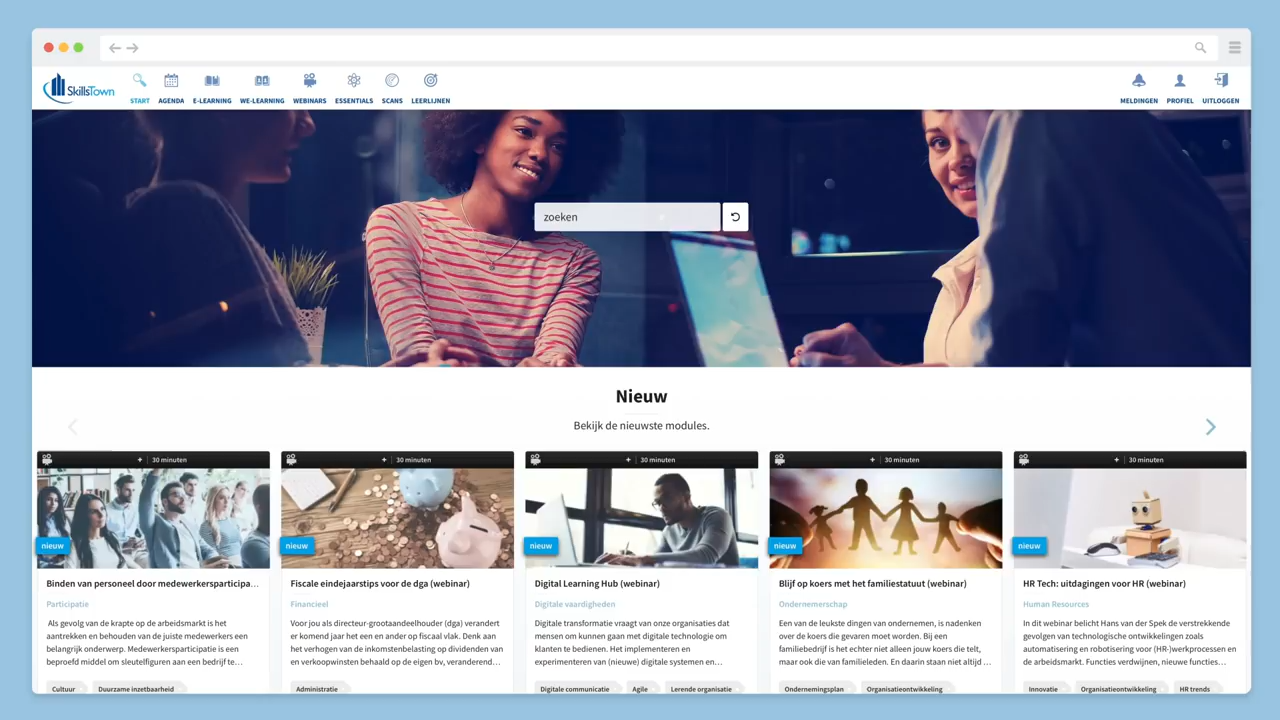 SkillsTown
START
AGENDA
E-LEARNING
WE-LEARNING
WEBINARS
ESSENTIALS
SCANS
LEERLIJNEN
MELDINGEN
PROFIEL
UITLOGGEN
zoeken
Nieuw
Bekijk de nieuwste modules.
+ 30 minuten
nieuw
Binden van personeel door medewerkersparticipa...
Participatie
Als gevolg van de krapte op de arbeidsmarkt is het
aantrekken en behouden van de juiste medewerkers een
belangrijk onderwerp. Medewerkersparticipatie is een
beproefd middel om sleutelfiguren aan een bedrijf te...
Cultuur
Duurzame inzetbaarheid
+ 30 minuten
nieuw
Fiscale eindejaarstips voor de dga (webinar)
Financieel
Voor jou als directeur-grootaandeelhouder (dga) verandert
er komend jaar het een en ander op fiscaal vlak. Denk aan
het verhogen van de inkomstenbelasting op dividenden van
en verkoopwinsten behaald op de eigen bv, veranderend...
Administratie
+ 30 minuten
nieuw
Digital Learning Hub (webinar)
Digitale vaardigheden
Digitale transformatie vraagt van onze organisaties dat
mensen om kunnen gaan met digitale technologie om
klanten te bedienen. Het implementeren en
experimenteren van (nieuwe) digitale systemen en...
Digitale communicatie
Agile
Lerende organisatie
+ 30 minuten
nieuw
Blijf op koers met het familiestatuut (webinar)
Ondernemerschap
Een van de leukste dingen van ondernemen, is nadenken
over de koers die gevaren moet worden. Bij een
familiebedrijf is het echter niet alleen jouw koers die telt,
maar ook die van familieleden. En daarin staan niet altijd ...
Ondernemingsplan
Organisatieontwikkeling
+ 30 minuten
nieuw
HR Tech: uitdagingen voor HR (webinar)
Human Resources
In dit webinar belicht Hans van der Spek de verstrekkende
gevolgen van technologische ontwikkelingen zoals
automatisering en robotisering voor (HR-)werkprocessen en
de arbeidsmarkt. Functies verdwijnen, nieuwe functies...
Innovatie
Organisatieontwikkeling
HR trends